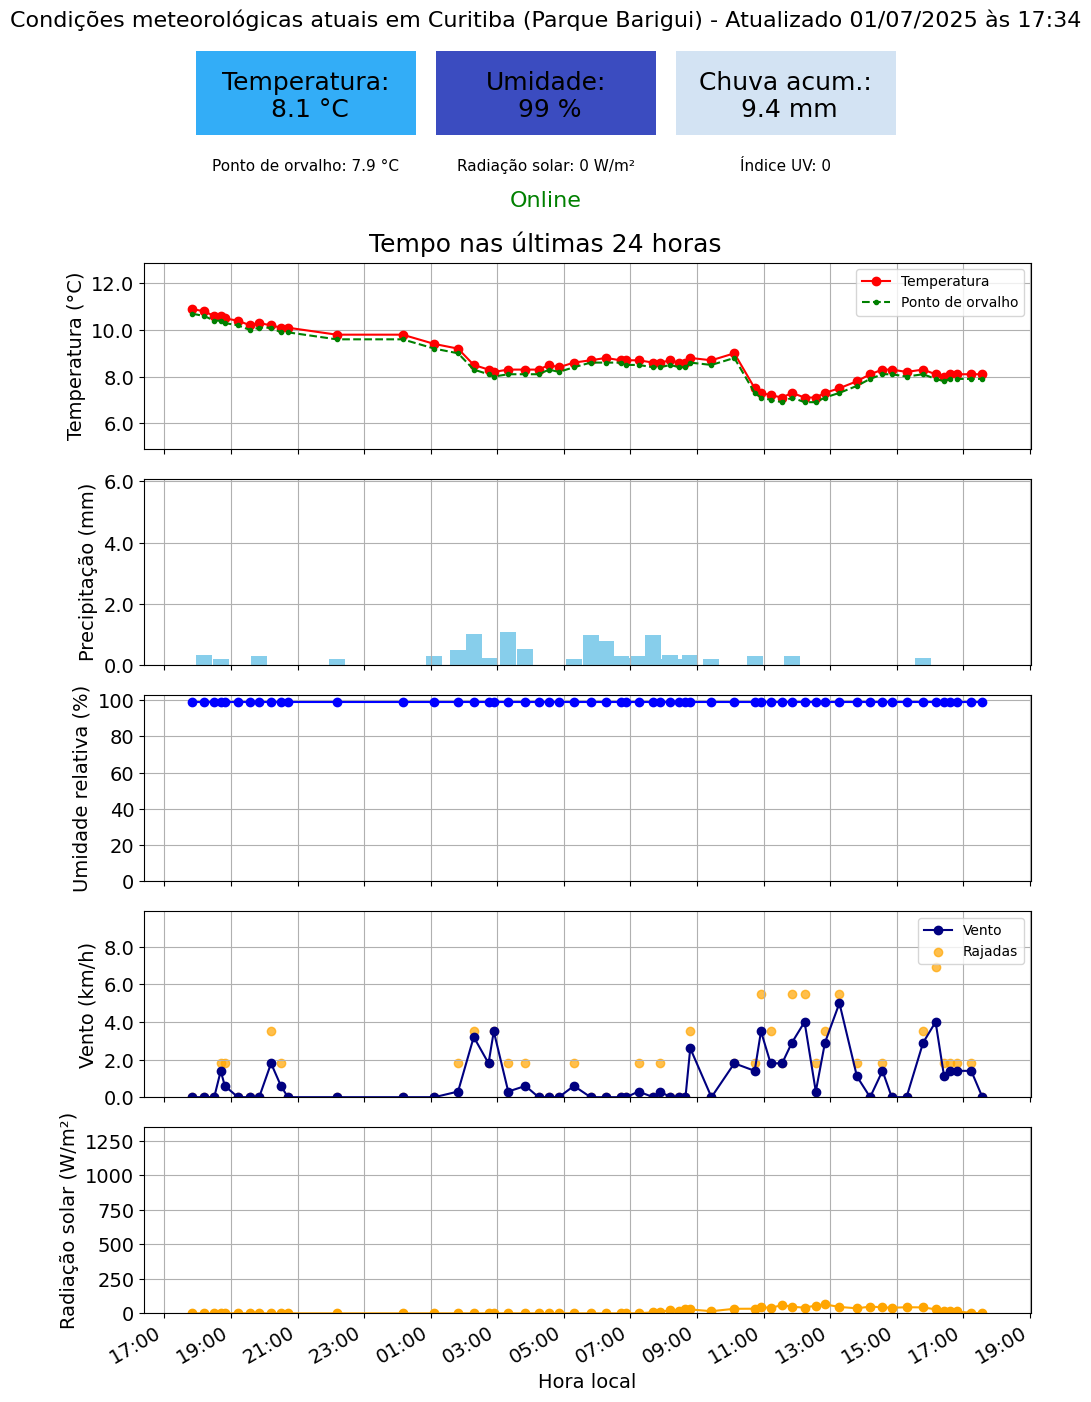 Condições meteorológicas atuais em Curitiba (Parque Barigui) - Atualizado 01/07/2025 às 17:34
Temperatura:
8.1 °C
Umidade:
99 %
Chuva acum.:
9.4 mm
Ponto de orvalho: 7.9 °C
Radiação solar: 0 W/m²
Índice UV: 0
Online
Tempo nas últimas 24 horas
Temperatura (°C)
12.0
10.0
8.0
6.0
Temperatura
Ponto de orvalho
Precipitação (mm)
6.0
4.0
2.0
0.0
Umidade relativa (%)
100
80
60
40
20
0
Vento (km/h)
8.0
6.0
4.0
2.0
0.0
Vento
Rajadas
Radiação solar (W/m²)
1250
1000
750
500
250
0
17:00
19:00
21:00
23:00
01:00
03:00
05:00
07:00
09:00
11:00
13:00
15:00
17:00
19:00
Hora local